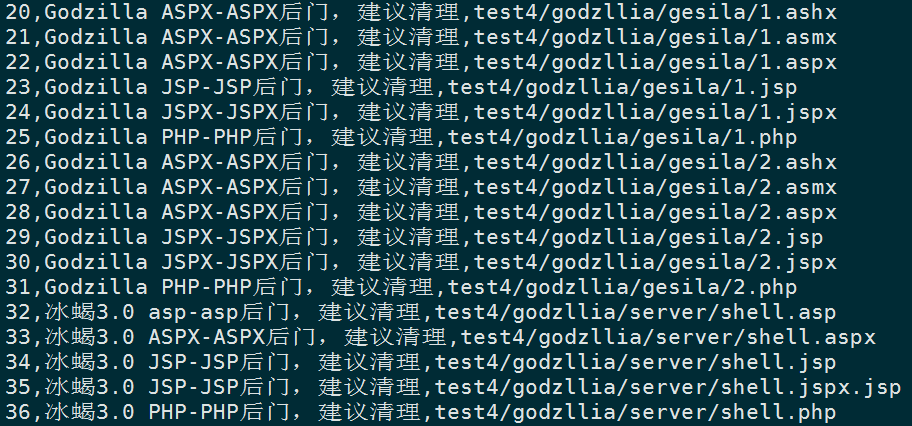 20,Godzilla ASPX-ASPX后门，建议清理,test4/godzllia/gesila/1.ashx
21,Godzilla ASPX-ASPX后门，建议清理,test4/godzllia/gesila/1.asmx
22,Godzilla ASPX-ASPX后门，建议清理,test4/godzllia/gesila/1.aspx
23,Godzilla JSP-JSP后门，建议清理,test4/godzllia/gesila/1.jsp
24,Godzilla JSPX-JSPX后门，建议清理,test4/godzllia/gesila/1.jspx
25,Godzilla PHP-PHP后门，建议清理,test4/godzllia/gesila/1.php
26,Godzilla ASPX-ASPX后门，建议清理,test4/godzllia/gesila/2.ashx
27,Godzilla ASPX-ASPX后门，建议清理,test4/godzllia/gesila/2.asmx
28,Godzilla ASPX-ASPX后门，建议清理,test4/godzllia/gesila/2.aspx
29,Godzilla JSPX-JSPX后门，建议清理,test4/godzllia/gesila/2.jsp
30,Godzilla JSPX-JSPX后门，建议清理,test4/godzllia/gesila/2.jspx
31,Godzilla PHP-PHP后门，建议清理,test4/godzllia/gesila/2.php
32,冰蝎3.0 asp-asp后门，建议清理,test4/godzllia/server/shell.asp
33,冰蝎3.0 ASPX-ASPX后门，建议清理,test4/godzllia/server/shell.aspx
34,冰蝎3.0 JSP-JSP后门，建议清理,test4/godzllia/server/shell.jsp
35,冰蝎3.0 JSP-JSP后门，建议清理,test4/godzllia/server/shell.jspx.jsp
36,冰蝎3.0 PHP-PHP后门，建议清理,test4/godzllia/server/shell.php